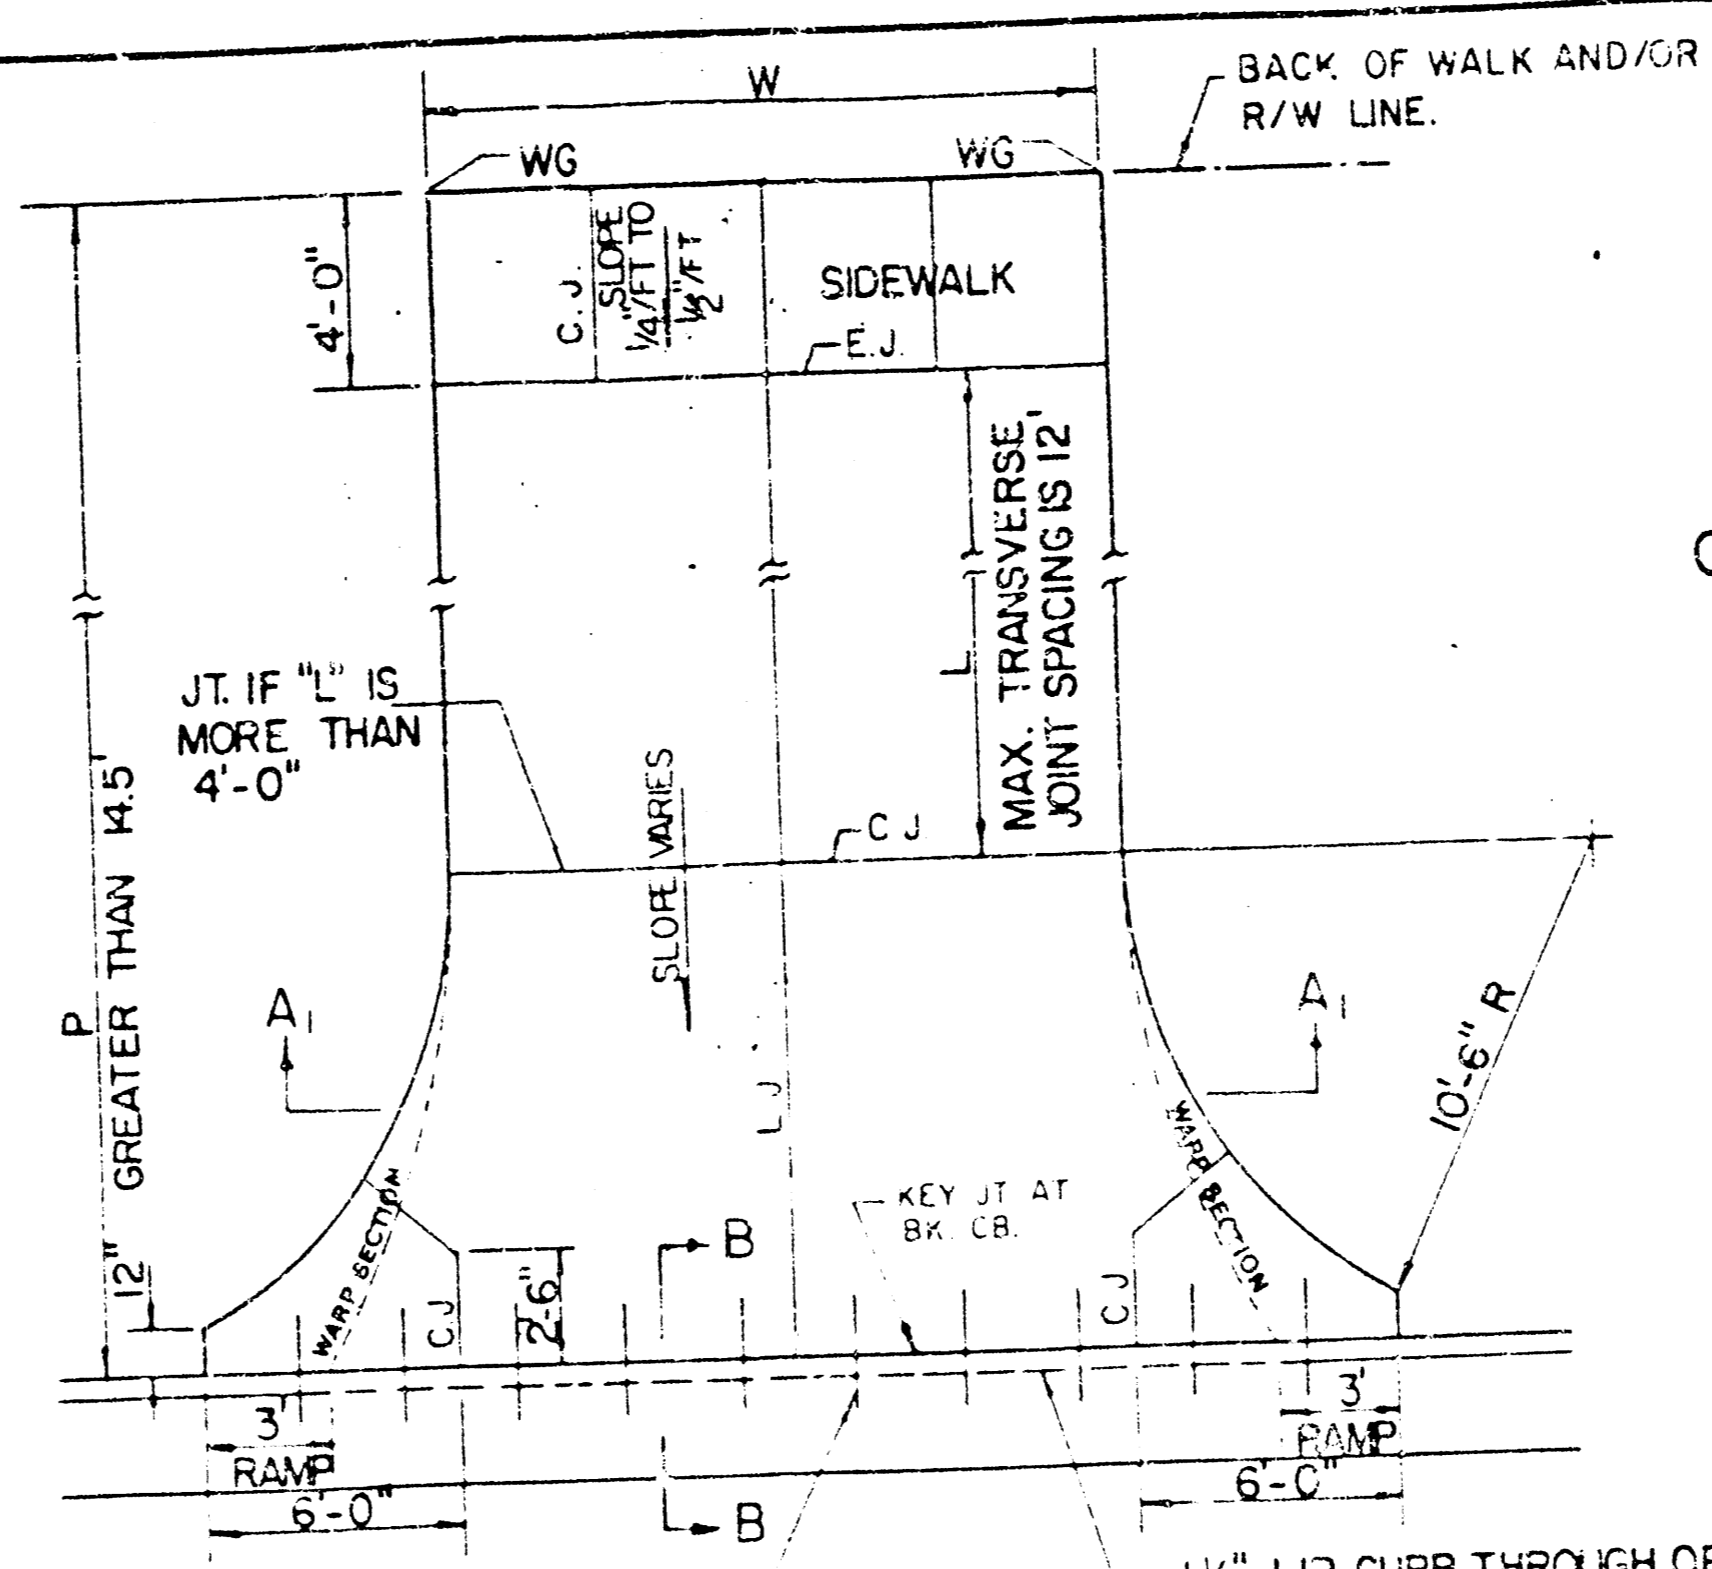 W
BACK OF WALK AND/OR
R/W LINE.
WG
WG
4'-0"
C.J.
SLOPE
1/4"/FT TO
1/2"/FT
SIDEWALK
E.J.
MAX. TRANSVERSE
JOINT SPACING IS 12'
L
JT. IF "L" IS
MORE THAN
4'-0"
SLOPE VARIES
C J
P
GREATER THAN 14.5'
A1
A1
10'-6" R
L J
WARP SECTION
WARP SECTION
KEY JT AT
BK. CB.
B
12"
C.J
2'-6"
C.J
3'
RAMP
6'-0"
3'
RAMP
6'-0"
B
LIP CURB THROUGH